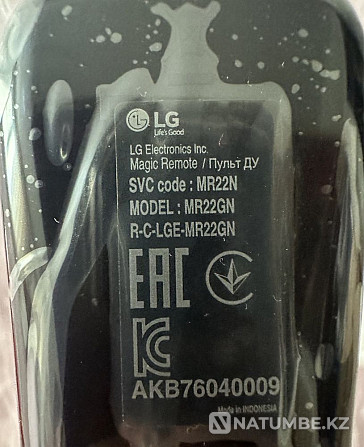 LG
Life's Good
LG Electronics Inc.
Magic Remote / Пульт ДУ
SVC code : MR22N
MODEL : MR22GN
R-C-LGE-MR22GN
EAC
AKB76040009
Made in INDONESIA
NATUMBE.KZ